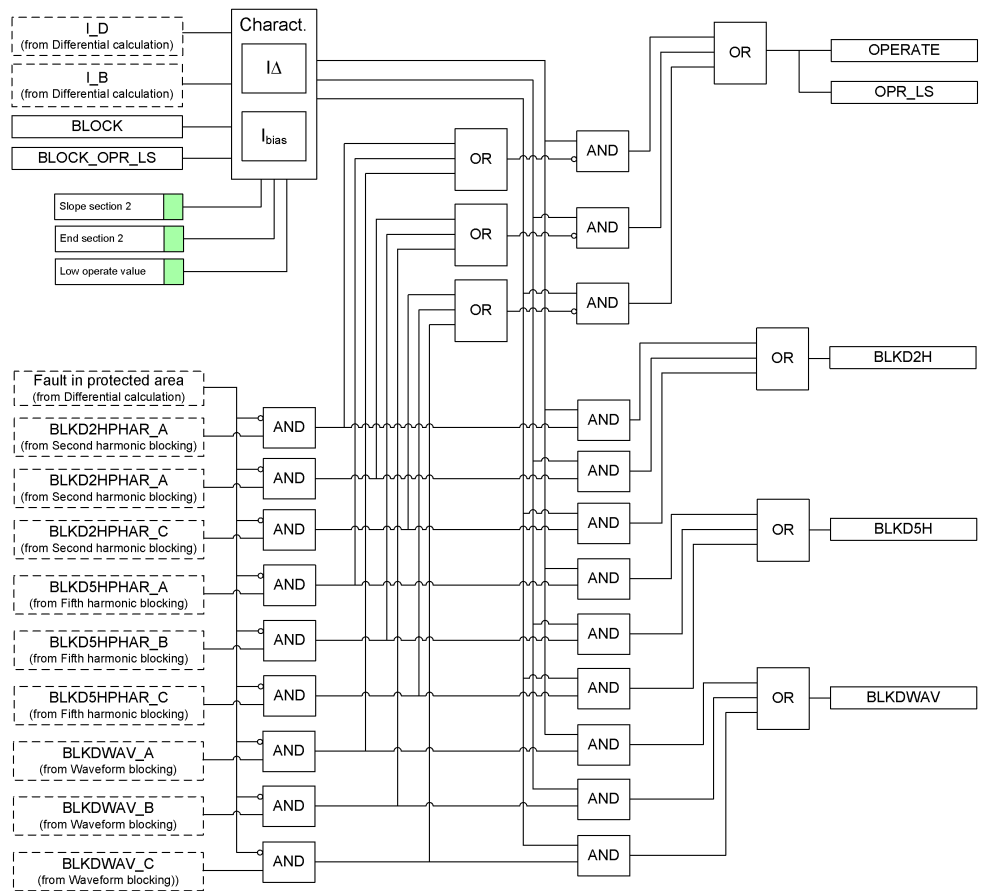 I_D
(from Differential calculation)
I_B
(from Differential calculation)
BLOCK
BLOCK_OPR_LS
Charact.
IΔ
Ibias
Slope section 2
End section 2
Low operate value
OR
OPERATE
OPR_LS
OR
AND
OR
AND
OR
AND
OR
BLKD2H
Fault in protected area
(from Differential calculation)
BLKD2HPHAR_A
(from Second harmonic blocking)
AND
AND
BLKD2HPHAR_A
(from Second harmonic blocking)
AND
AND
BLKD2HPHAR_C
(from Second harmonic blocking)
AND
AND
OR
BLKD5H
BLKD5HPHAR_A
(from Fifth harmonic blocking)
AND
AND
BLKD5HPHAR_B
(from Fifth harmonic blocking)
AND
AND
BLKD5HPHAR_C
(from Fifth harmonic blocking)
AND
AND
OR
BLKDWAV
BLKDWAV_A
(from Waveform blocking)
AND
AND
BLKDWAV_B
(from Waveform blocking)
AND
AND
BLKDWAV_C
(from Waveform blocking))
AND
AND